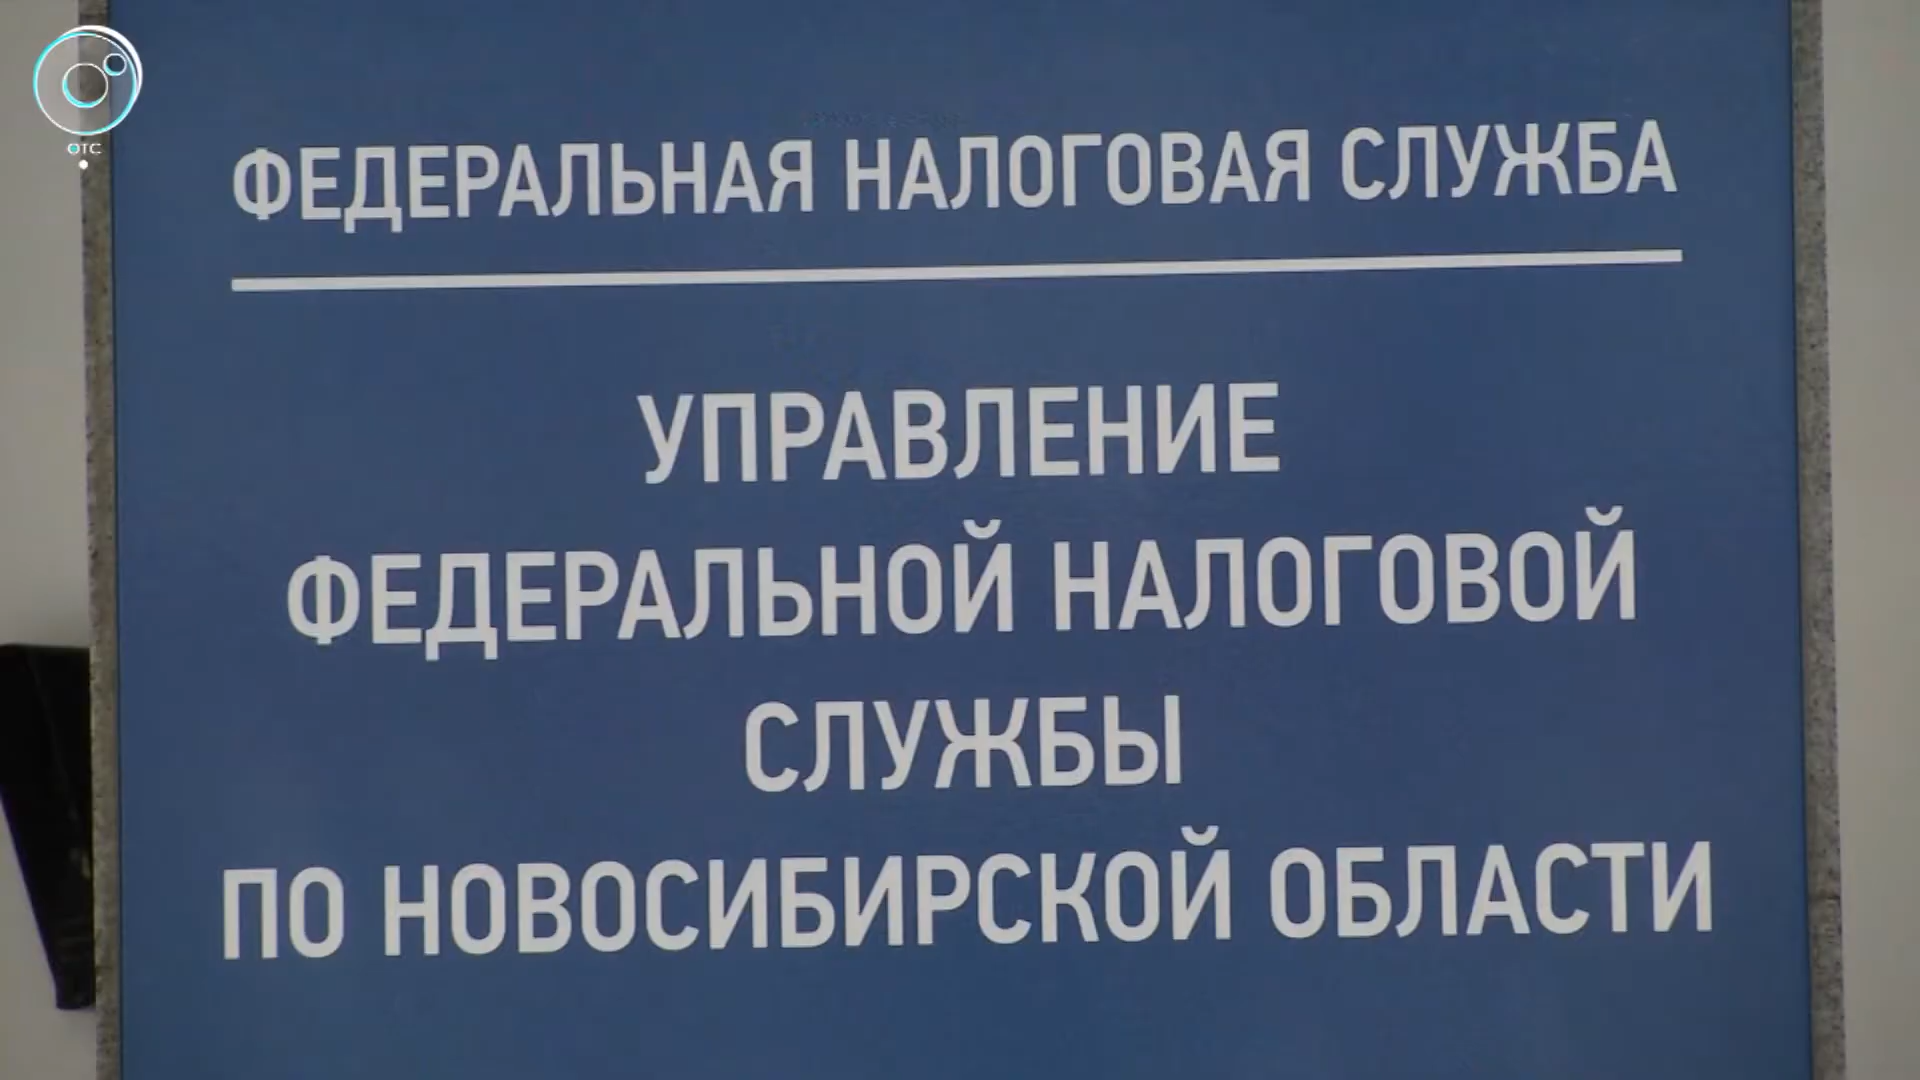 ОТС
ФЕДЕРАЛЬНАЯ НАЛОГОВАЯ СЛУЖБА
УПРАВЛЕНИЕ
ФЕДЕРАЛЬНОЙ НАЛОГОВОЙ
СЛУЖБЫ
ПО НОВОСИБИРСКОЙ ОБЛАСТИ